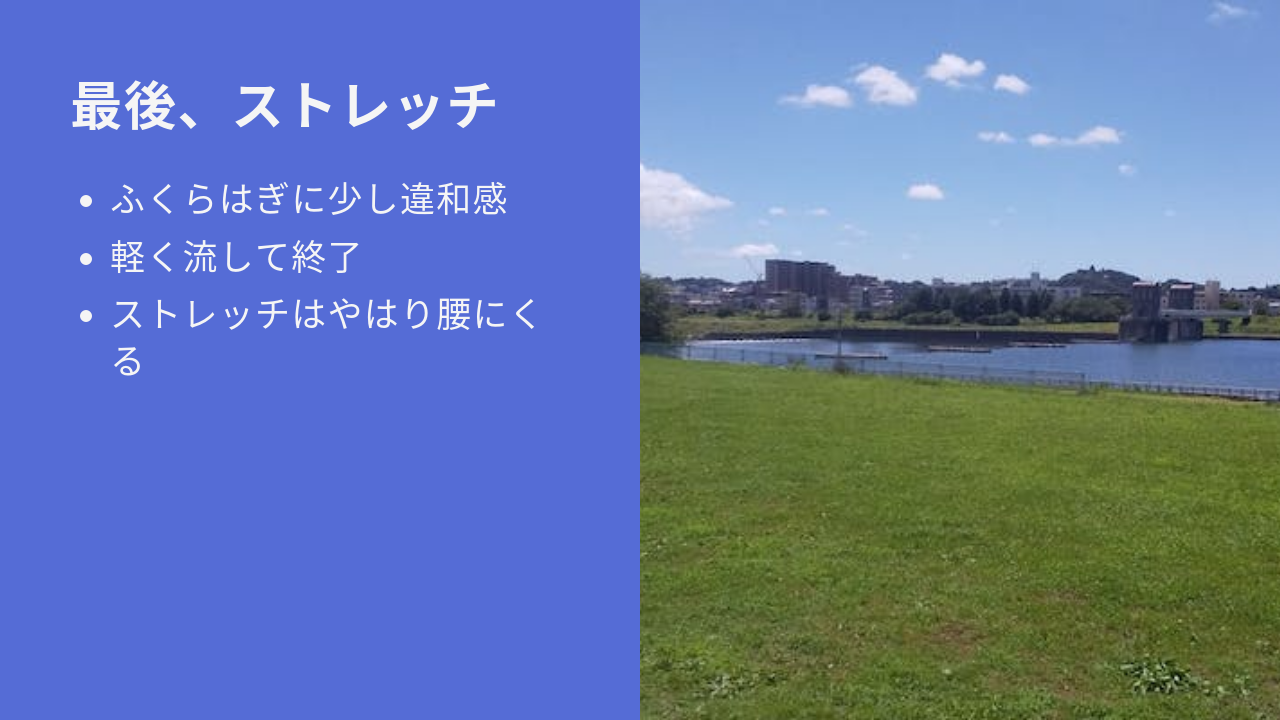 最後、ストレッチ
ふくらはぎに少し違和感
軽く流して終了
ストレッチはやはり腰にく
る